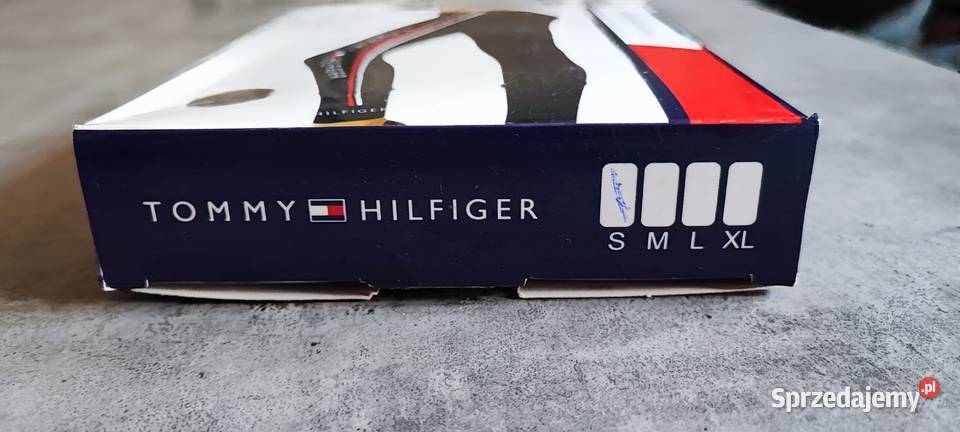 HILFIGER
TOMMY HILFIGER
S M L XL
Sprzedajemy.pl